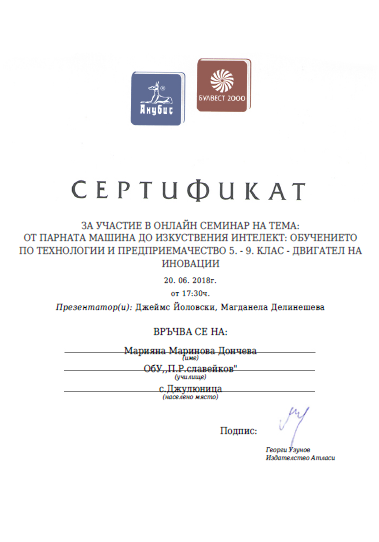 Анубис
БУЛВЕСТ 2000
СЕРТИФИКАТ
ЗА УЧАСТИЕ В ОНЛАЙН СЕМИНАР НА ТЕМА:
ОТ ПАРНАТА МАШИНА ДО ИЗКУСТВЕНИЯ ИНТЕЛЕКТ: ОБУЧЕНИЕТО
ПО ТЕХНОЛОГИИ И ПРЕДПРИЕМАЧЕСТВО 5. - 9. КЛАС - ДВИГАТЕЛ НА
ИНОВАЦИИ
20. 06. 2018г.
от 17:30ч.
Презентатор(и): Джеймс Йоловски, Магданела Делинешева
ВРЪЧВА СЕ НА:
Марияна Маринова Дончева
(име)
ОбУ,,П.Р.славейков"
(училище)
с.Джулюница
(населено място)
Подпис:
Георги Узунов
Издателство Атласи